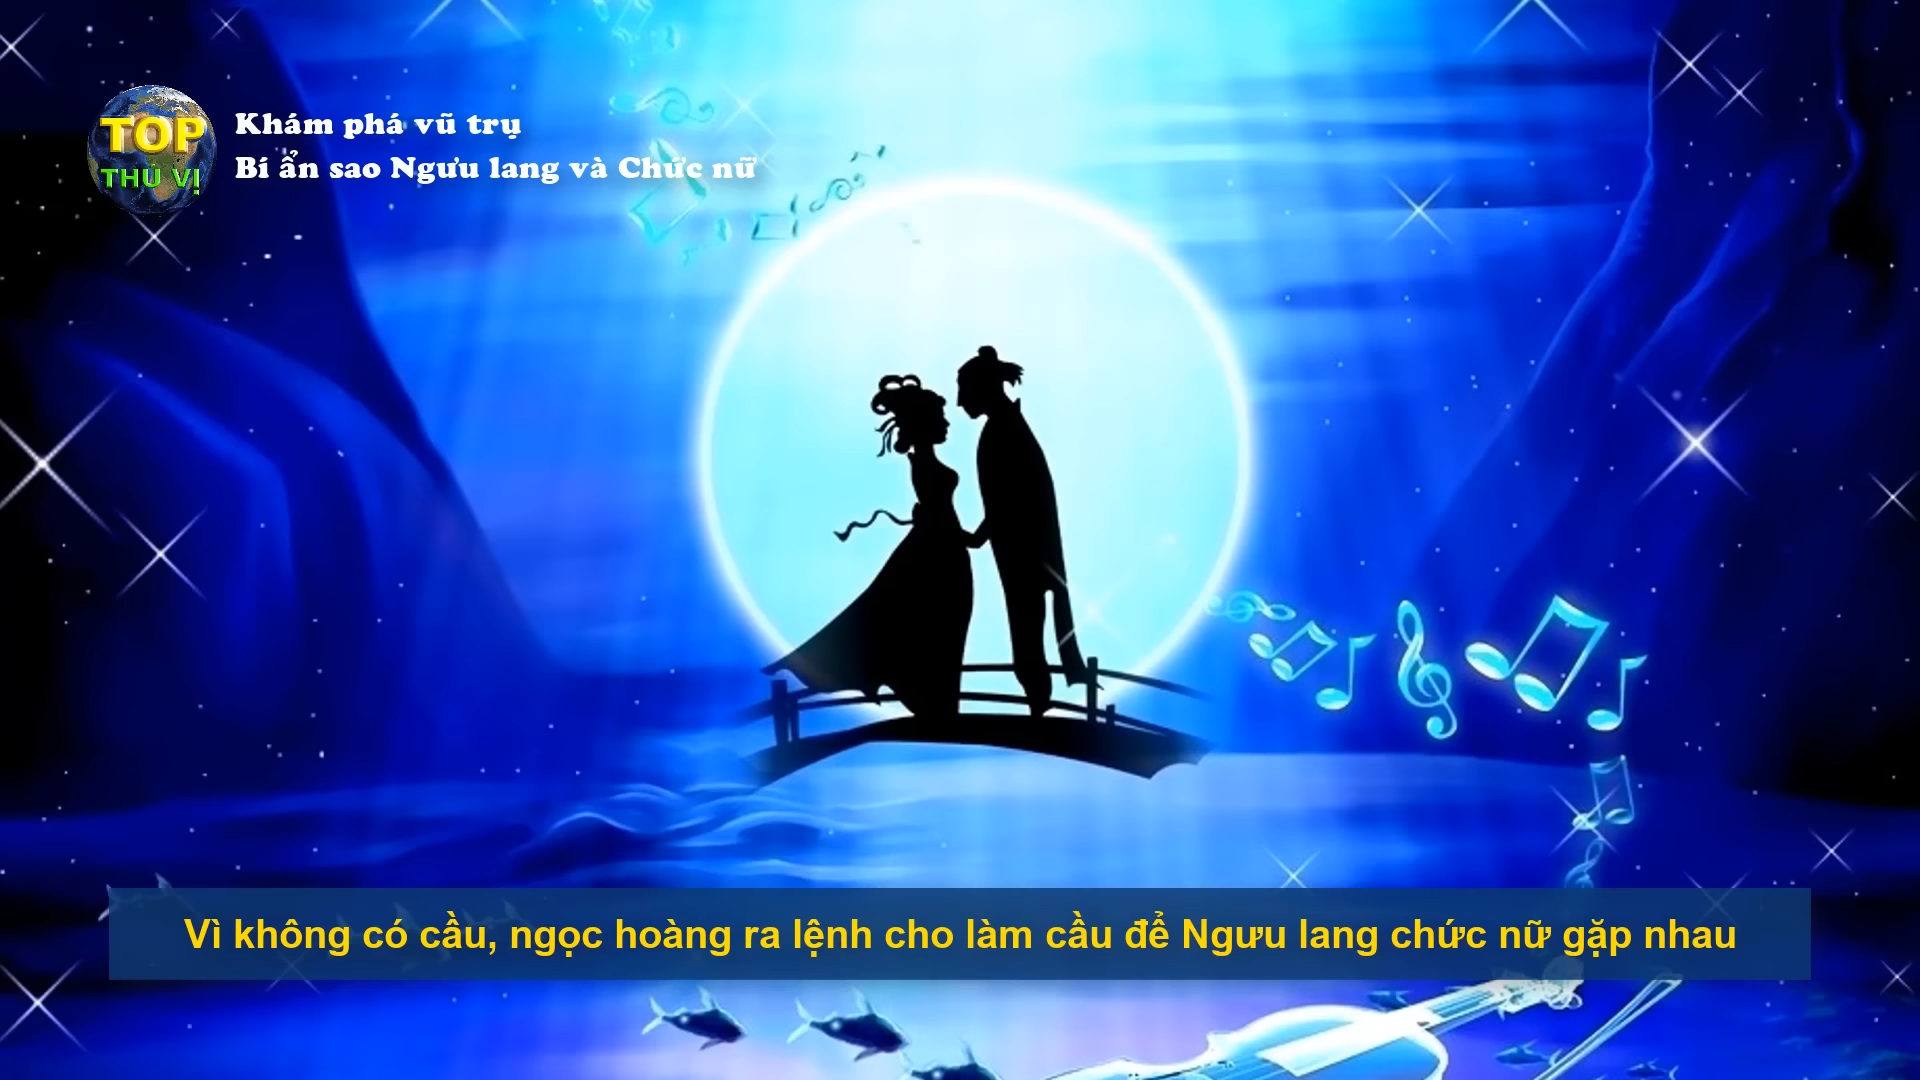 TOP
THÚ VỊ
Khám phá vũ trụ
Bí ẩn sao Ngưu lang và Chức nữ
Vì không có cầu, ngọc hoàng ra lệnh cho làm cầu để Ngưu lang chức nữ gặp nhau